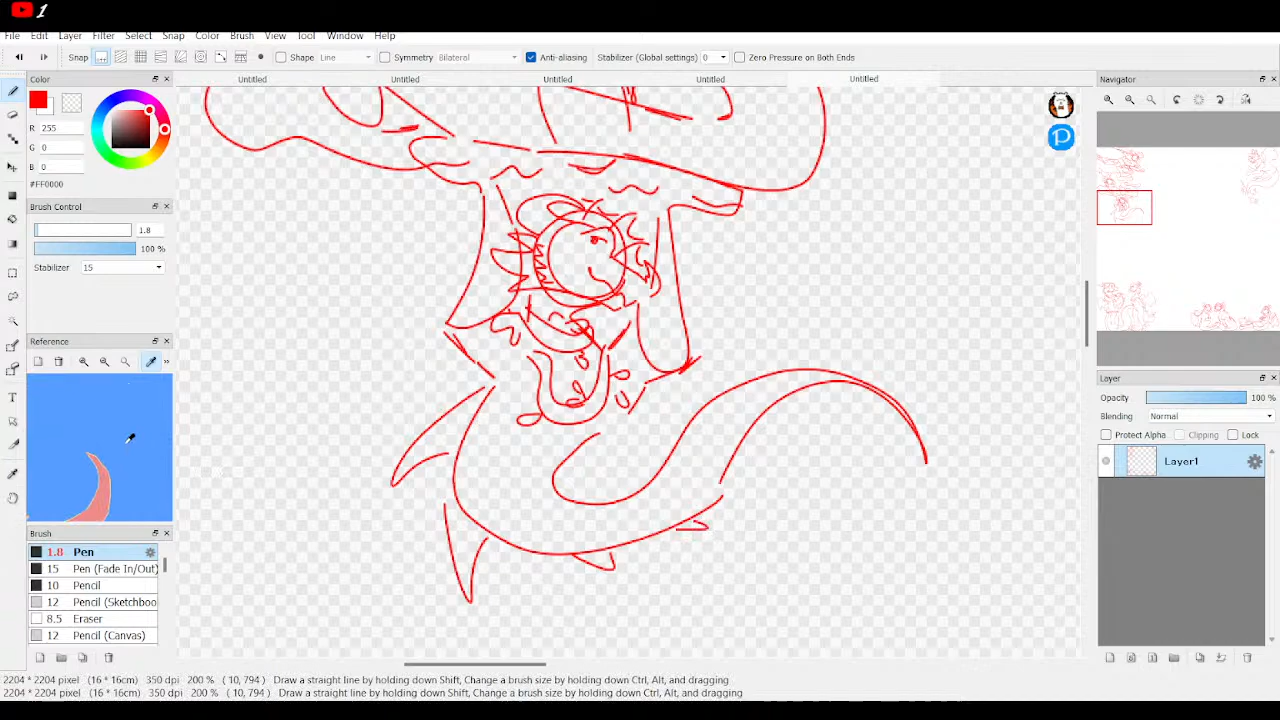 1
File Edit Layer Filter Select Snap Color Brush View Tool Window Help
Snap Shape Line Symmetry Bilateral Anti-aliasing Stabilizer (Global settings) 0 Zero Pressure on Both Ends
Color Untitled Untitled Untitled Untitled Untitled Navigator
R 255
G 0
B 0
#FF0000
Brush Control
1.8
100 %
Stabilizer 15
Reference
Layer
Opacity 100 %
Blending Normal
Protect Alpha Clipping Lock
Layer1
Brush
1.8 Pen
15 Pen (Fade In/Out)
10 Pencil
12 Pencil (Sketchboo
8.5 Eraser
12 Pencil (Canvas)
2204 * 2204 pixel (16 * 16cm) 350 dpi 200 % ( 10, 794 ) Draw a straight line by holding down Shift, Change a brush size by holding down Ctrl, Alt, and dragging
2204 * 2204 pixel (16 * 16cm) 350 dpi 200 % ( 10, 794 ) Draw a straight line by holding down Shift, Change a brush size by holding down Ctrl, Alt, and dragging